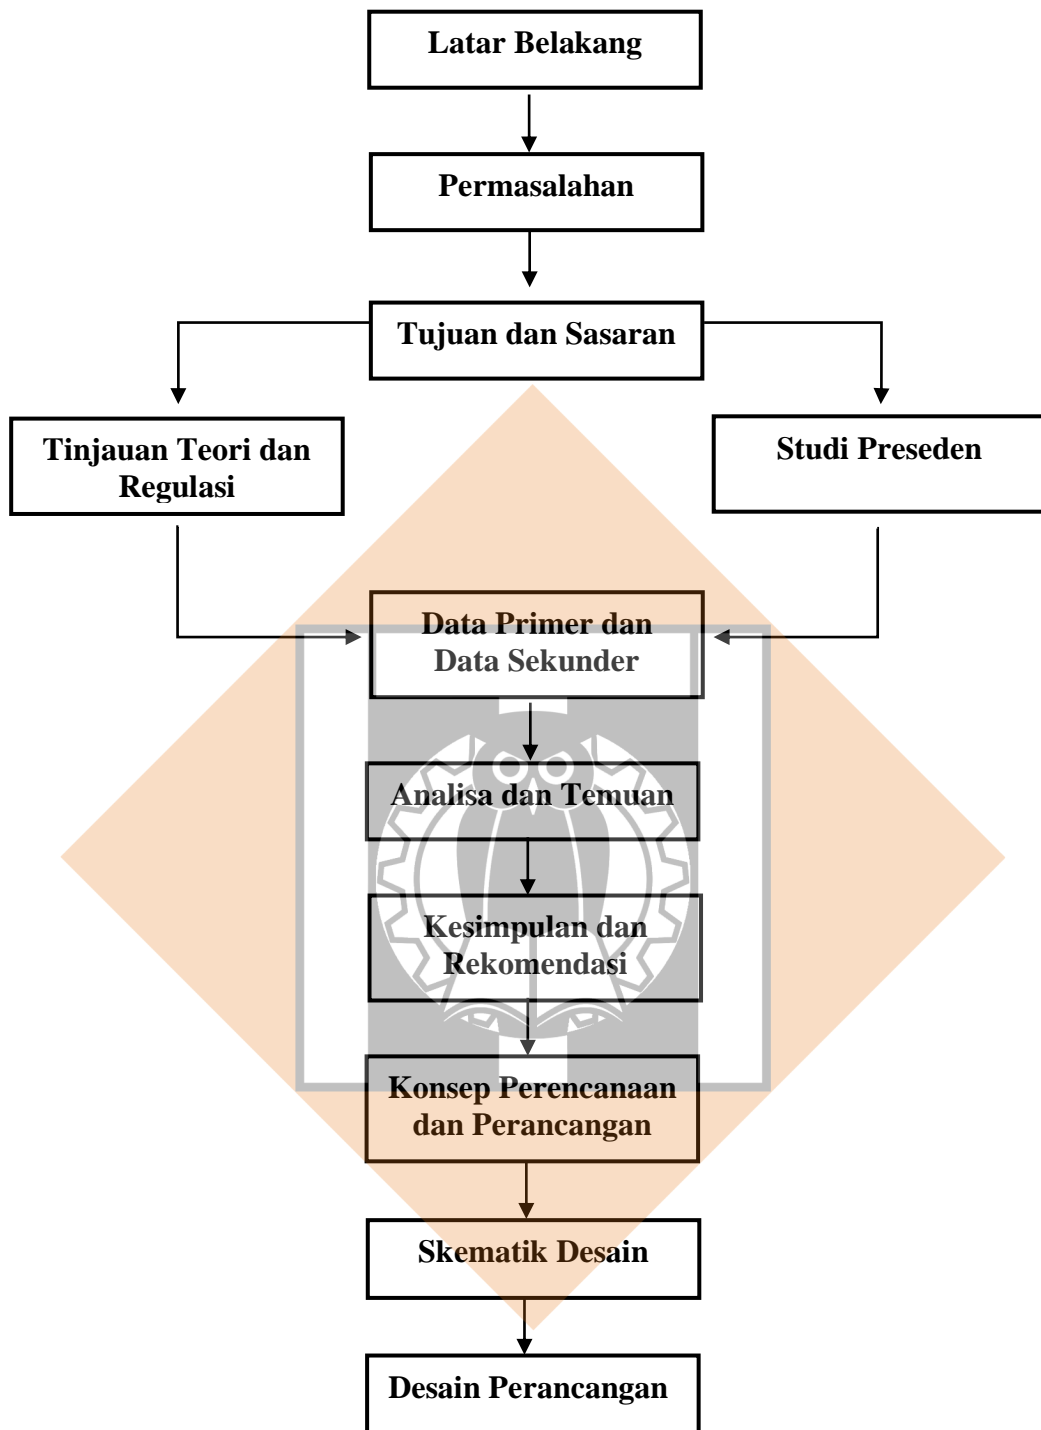 Latar Belakang
Permasalahan
Tujuan dan Sasaran
Tinjauan Teori dan
Regulasi
Studi Preseden
Data Primer dan
Data Sekunder
Analisa dan Temuan
Kesimpulan dan
Rekomendasi
Konsep Perencanaan
dan Perancangan
Skematik Desain
Desain Perancangan